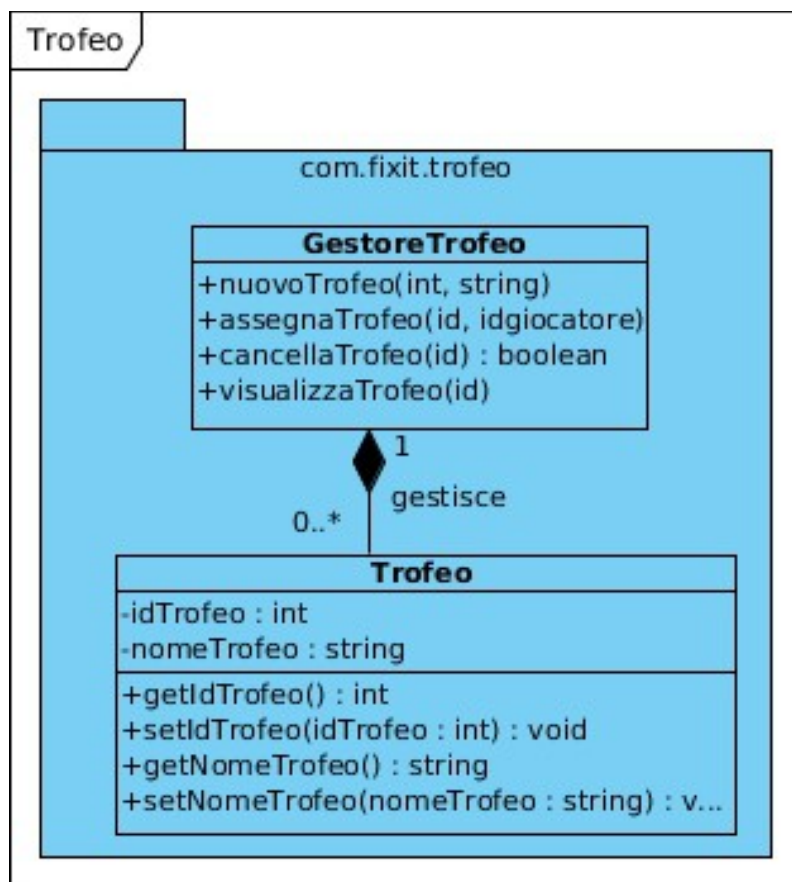 Trofeo
com.fixit.trofeo
GestoreTrofeo
+nuovoTrofeo(int, string)
+assegnaTrofeo(id, idgiocatore)
+cancellaTrofeo(id) : boolean
+visualizzaTrofeo(id)
1
gestisce
0..*
Trofeo
-idTrofeo : int
-nomeTrofeo : string
+getIdTrofeo() : int
+setIdTrofeo(idTrofeo : int) : void
+getNomeTrofeo() : string
+setNomeTrofeo(nomeTrofeo : string) : v...